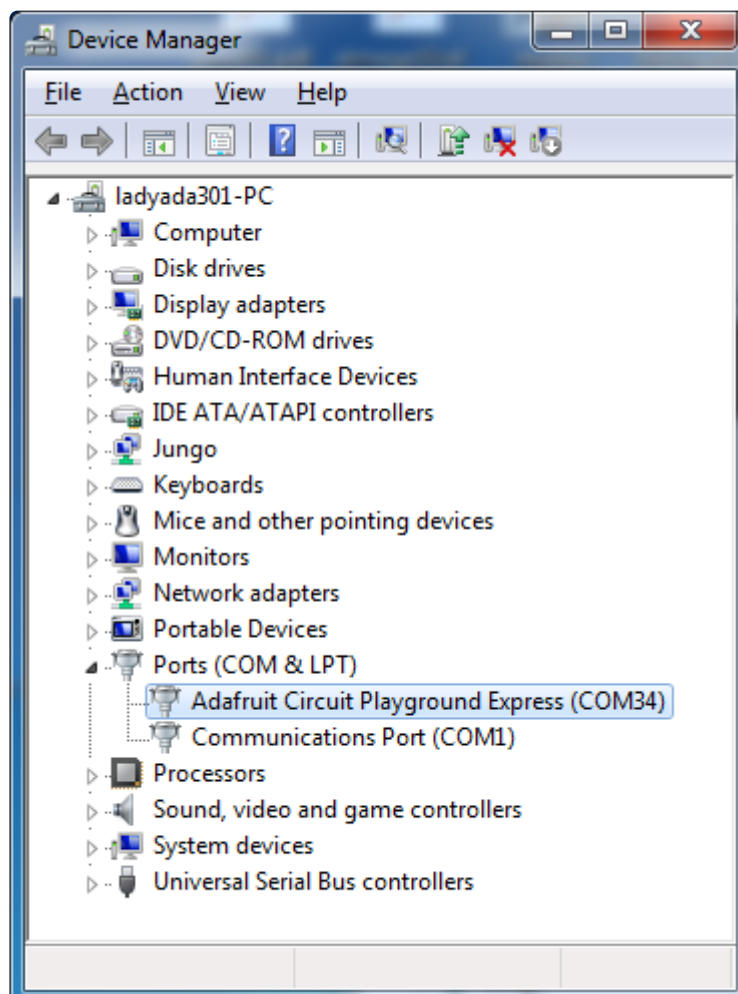 Device Manager
File Action View Help
ladyada301-PC
Computer
Disk drives
Display adapters
DVD/CD-ROM drives
Human Interface Devices
IDE ATA/ATAPI controllers
Jungo
Keyboards
Mice and other pointing devices
Monitors
Network adapters
Portable Devices
Ports (COM & LPT)
Adafruit Circuit Playground Express (COM34)
Communications Port (COM1)
Processors
Sound, video and game controllers
System devices
Universal Serial Bus controllers